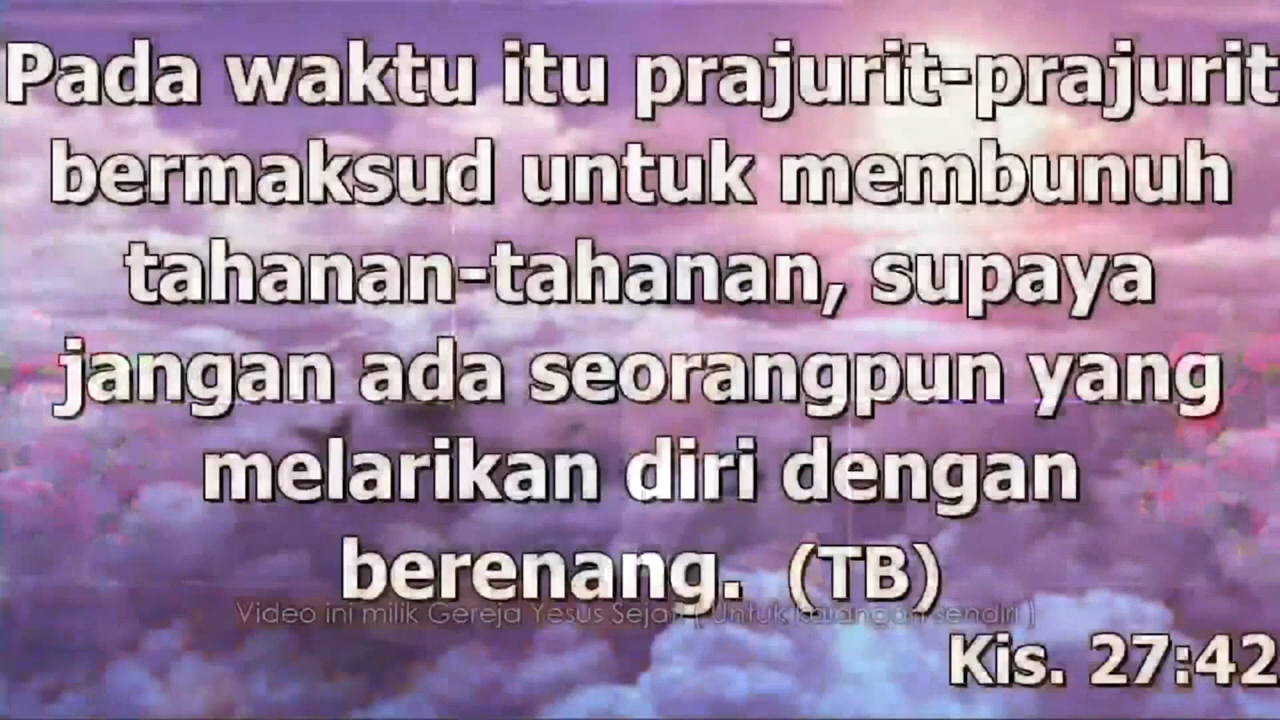 Pada waktu itu prajurit-prajurit
bermaksud untuk membunuh
tahanan-tahanan, supaya
jangan ada seorangpun yang
melarikan diri dengan
berenang. (TB)
Video ini milik Gereja Yesus Sejati ( Untuk kalangan sendiri )
Kis. 27:42